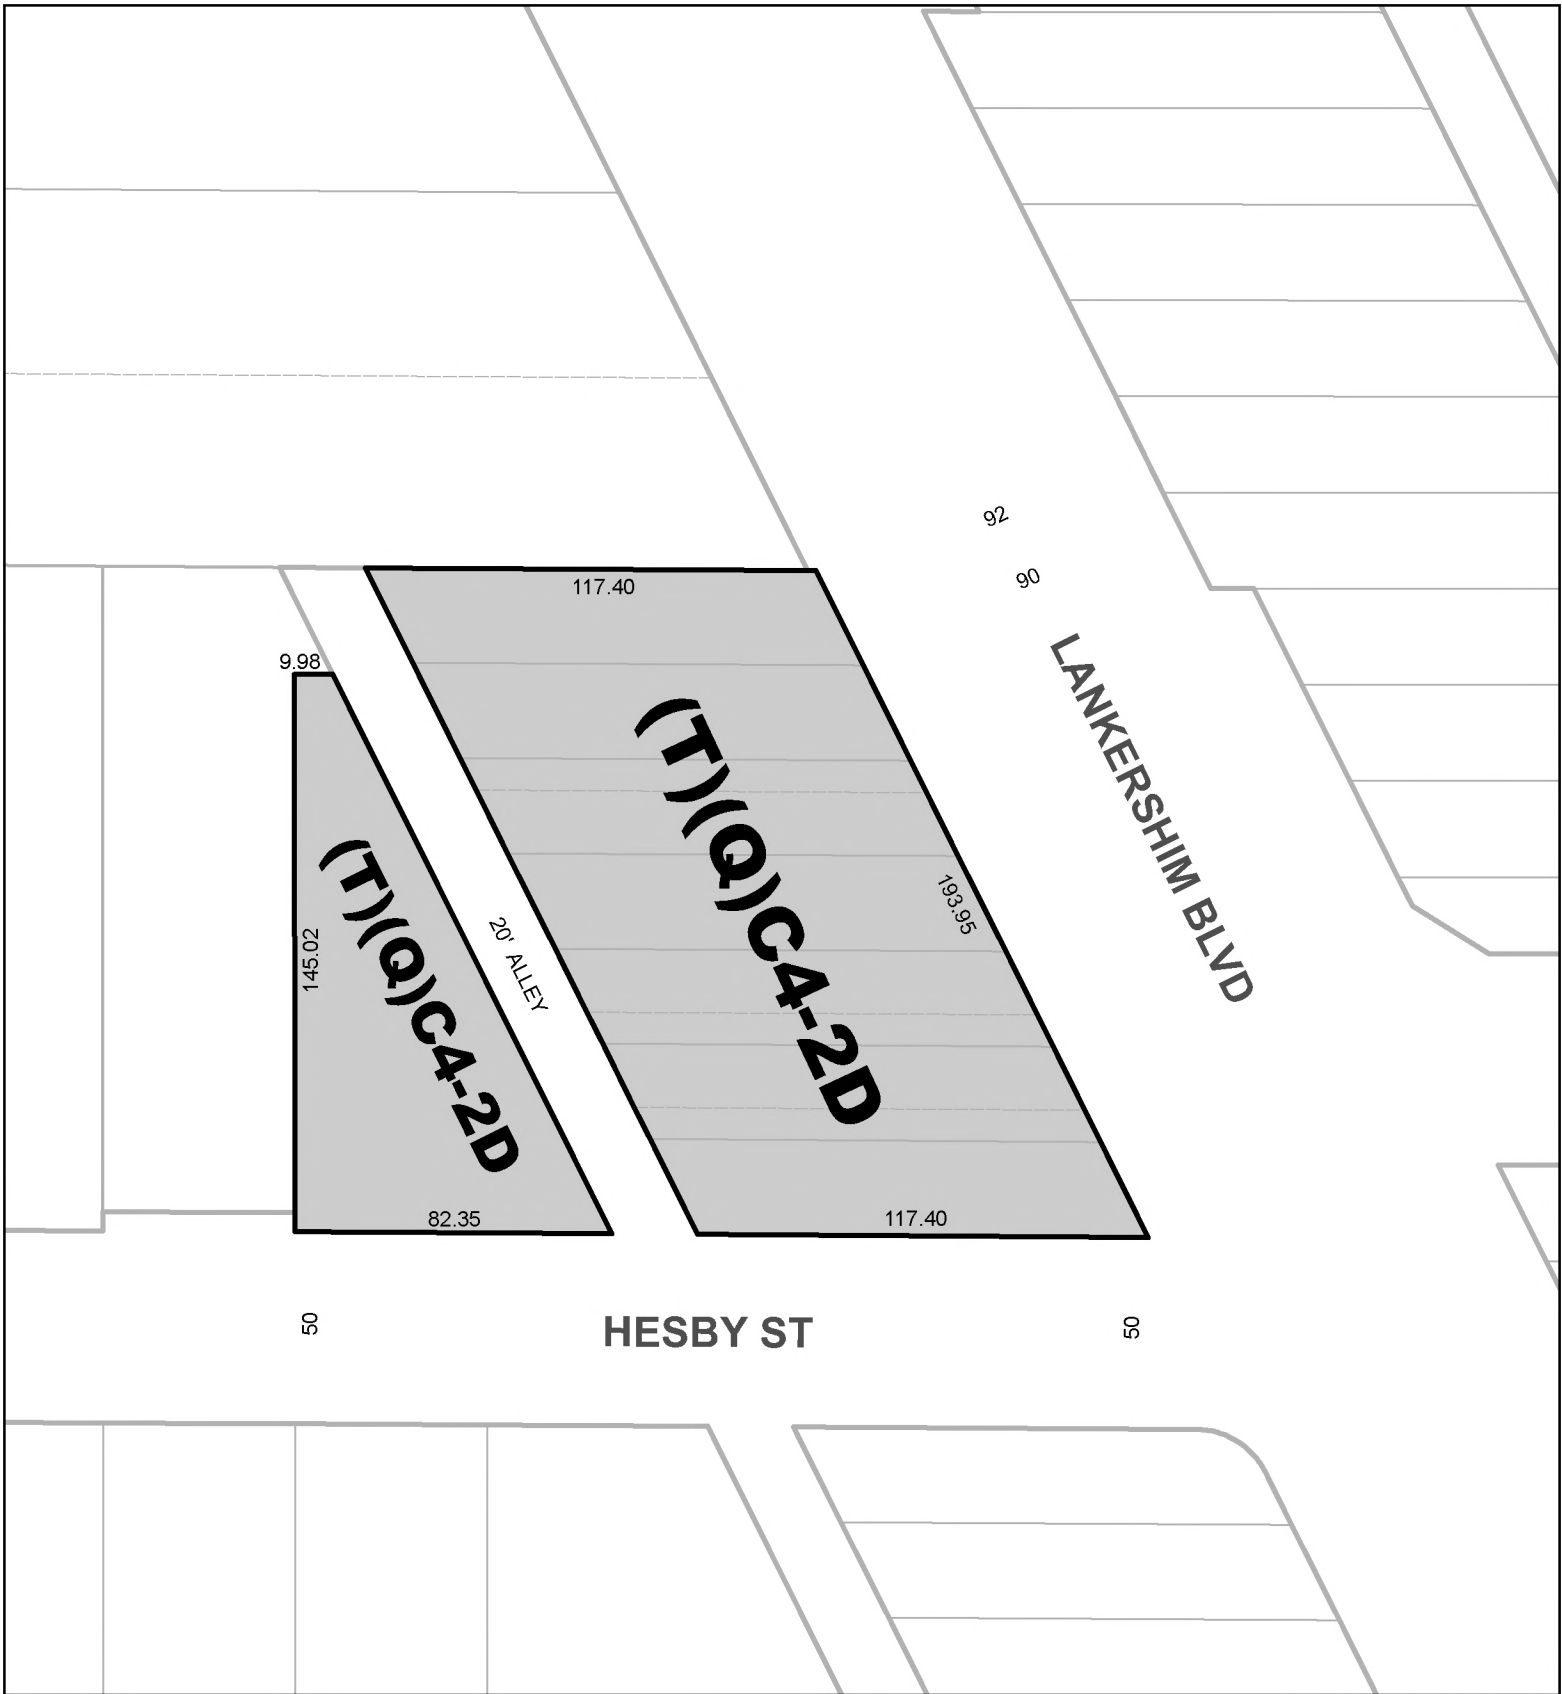 92
90
117.40
LANKERSHIM BLVD
9.98
(T)(Q)C4-2D
193.95
(T)(Q)C4-2D
145.02
20' ALLEY
82.35
117.40
50
HESBY ST
50